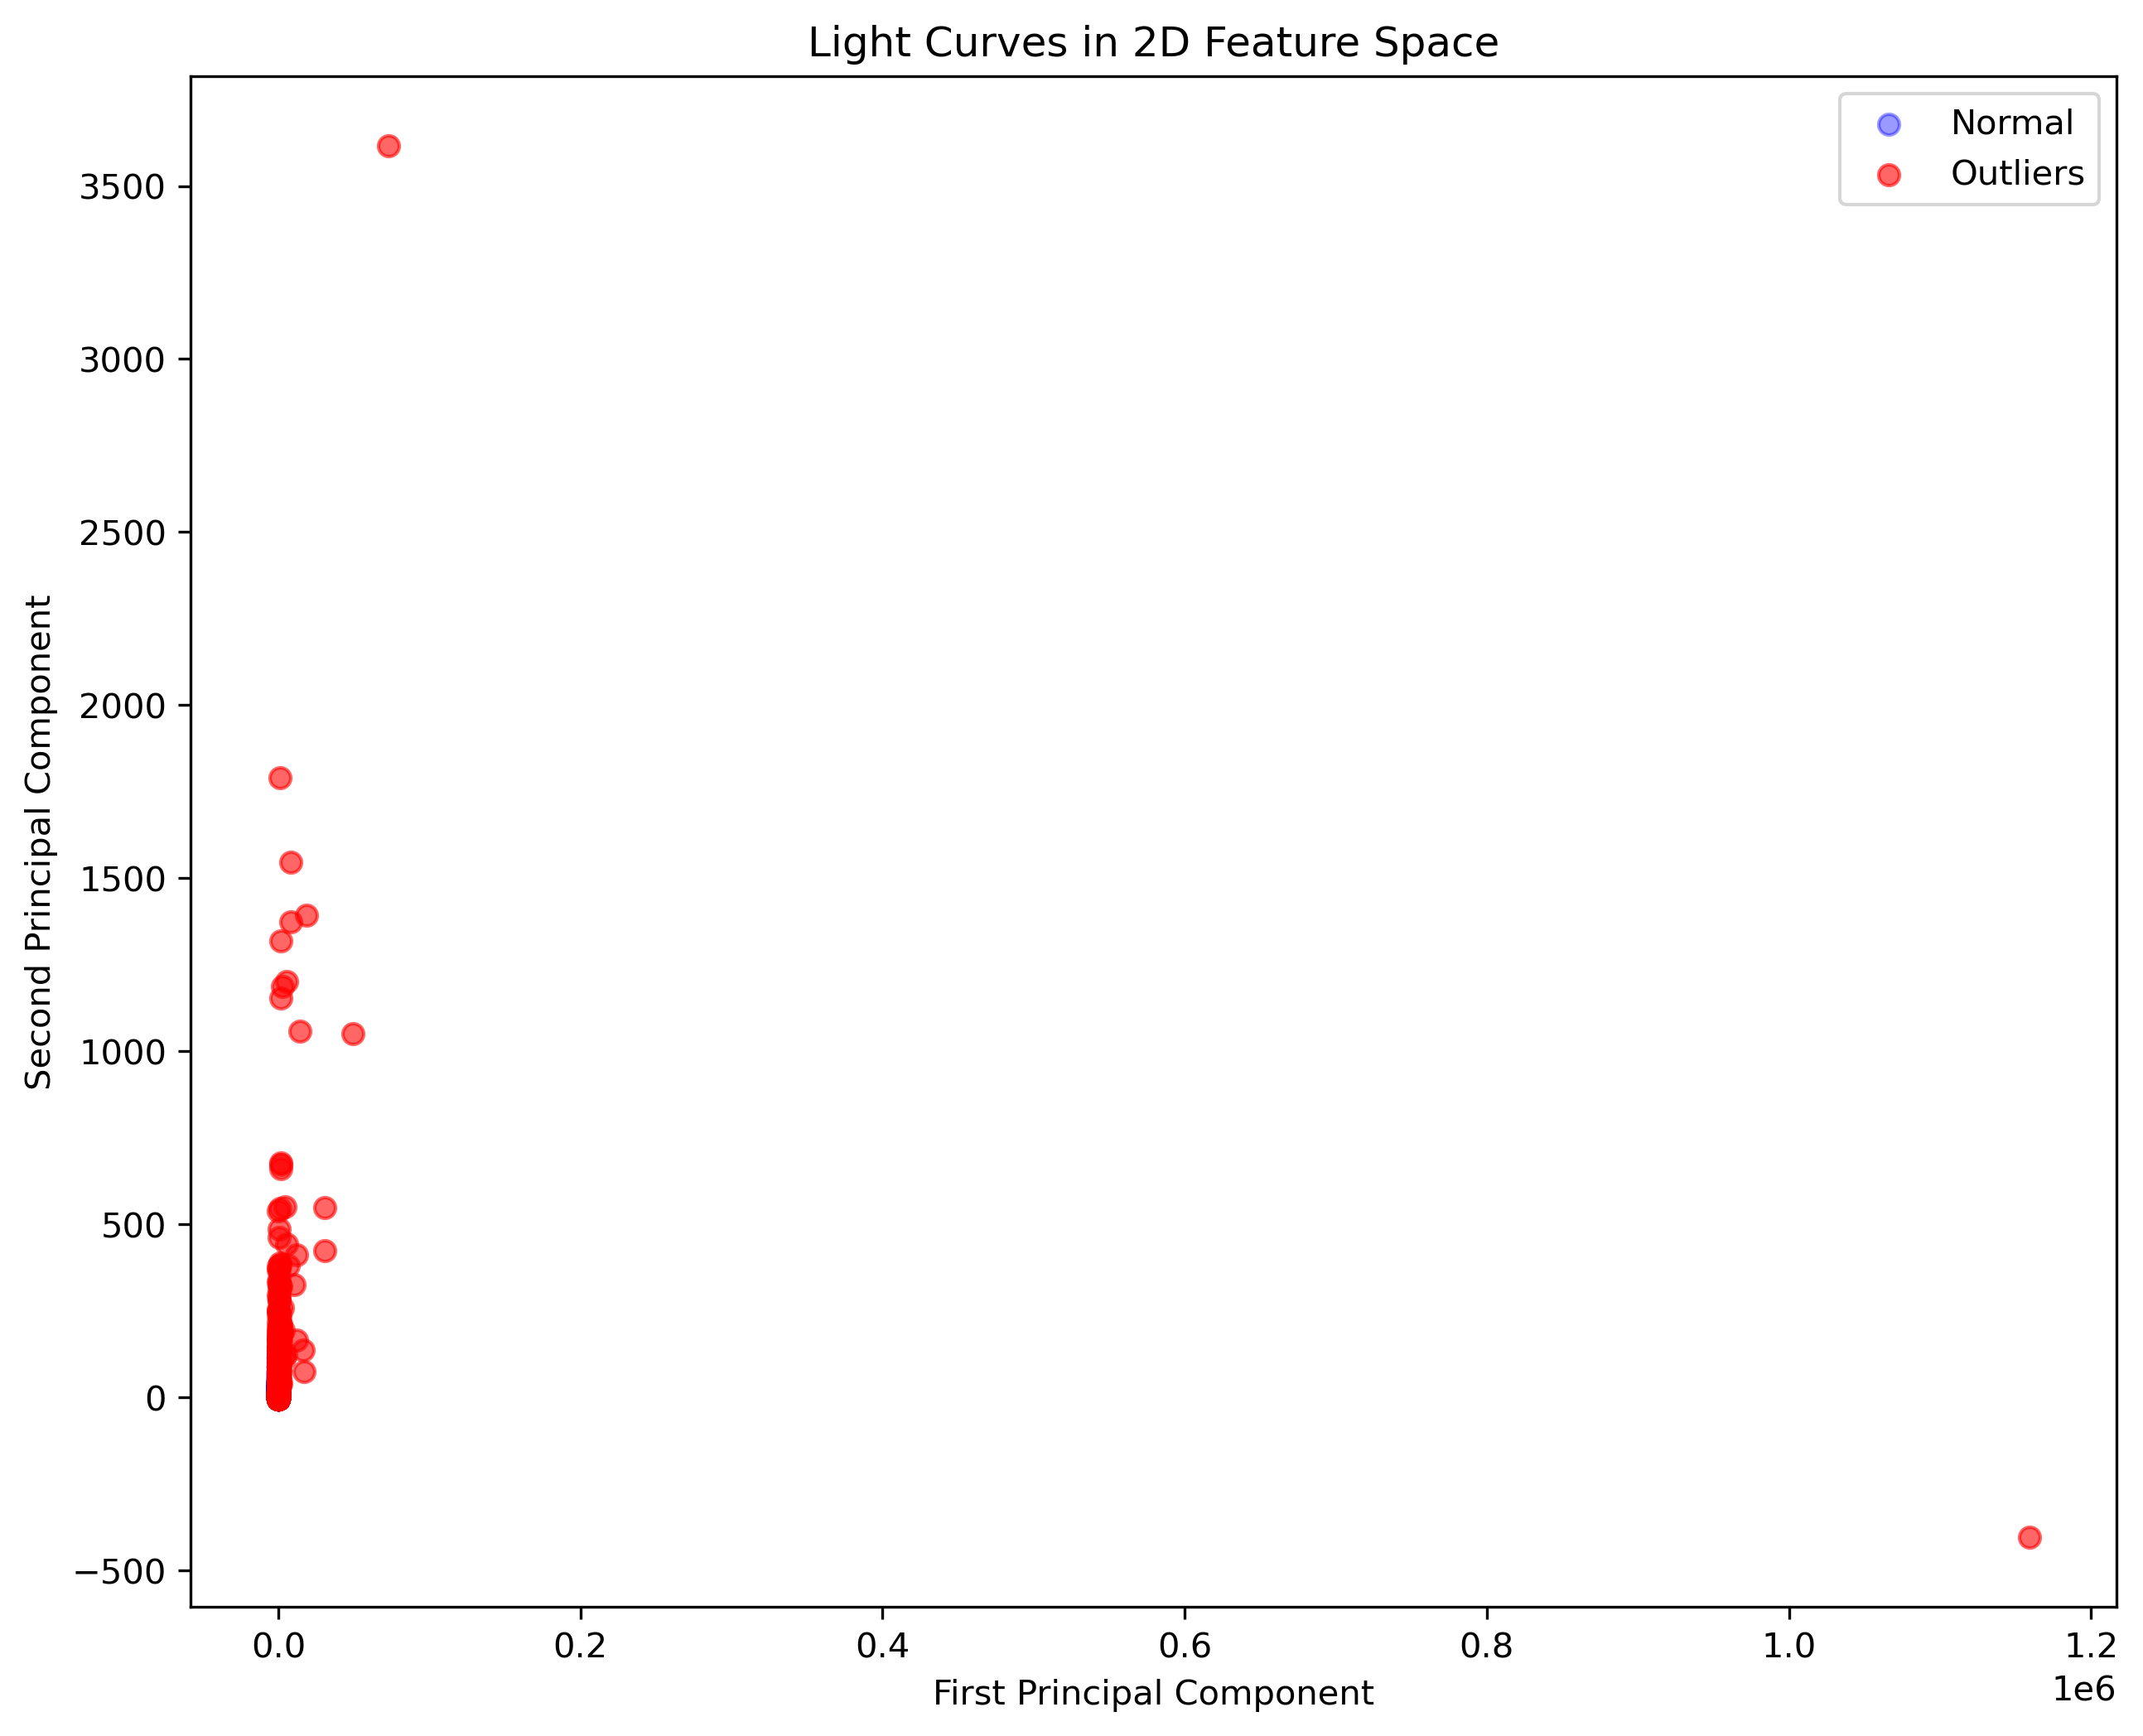 Light Curves in 2D Feature Space
Normal
Outliers
Second Principal Component
3500
3000
2500
2000
1500
1000
500
0
−500
0.0
0.2
0.4
0.6
0.8
1.0
1.2
1e6
First Principal Component